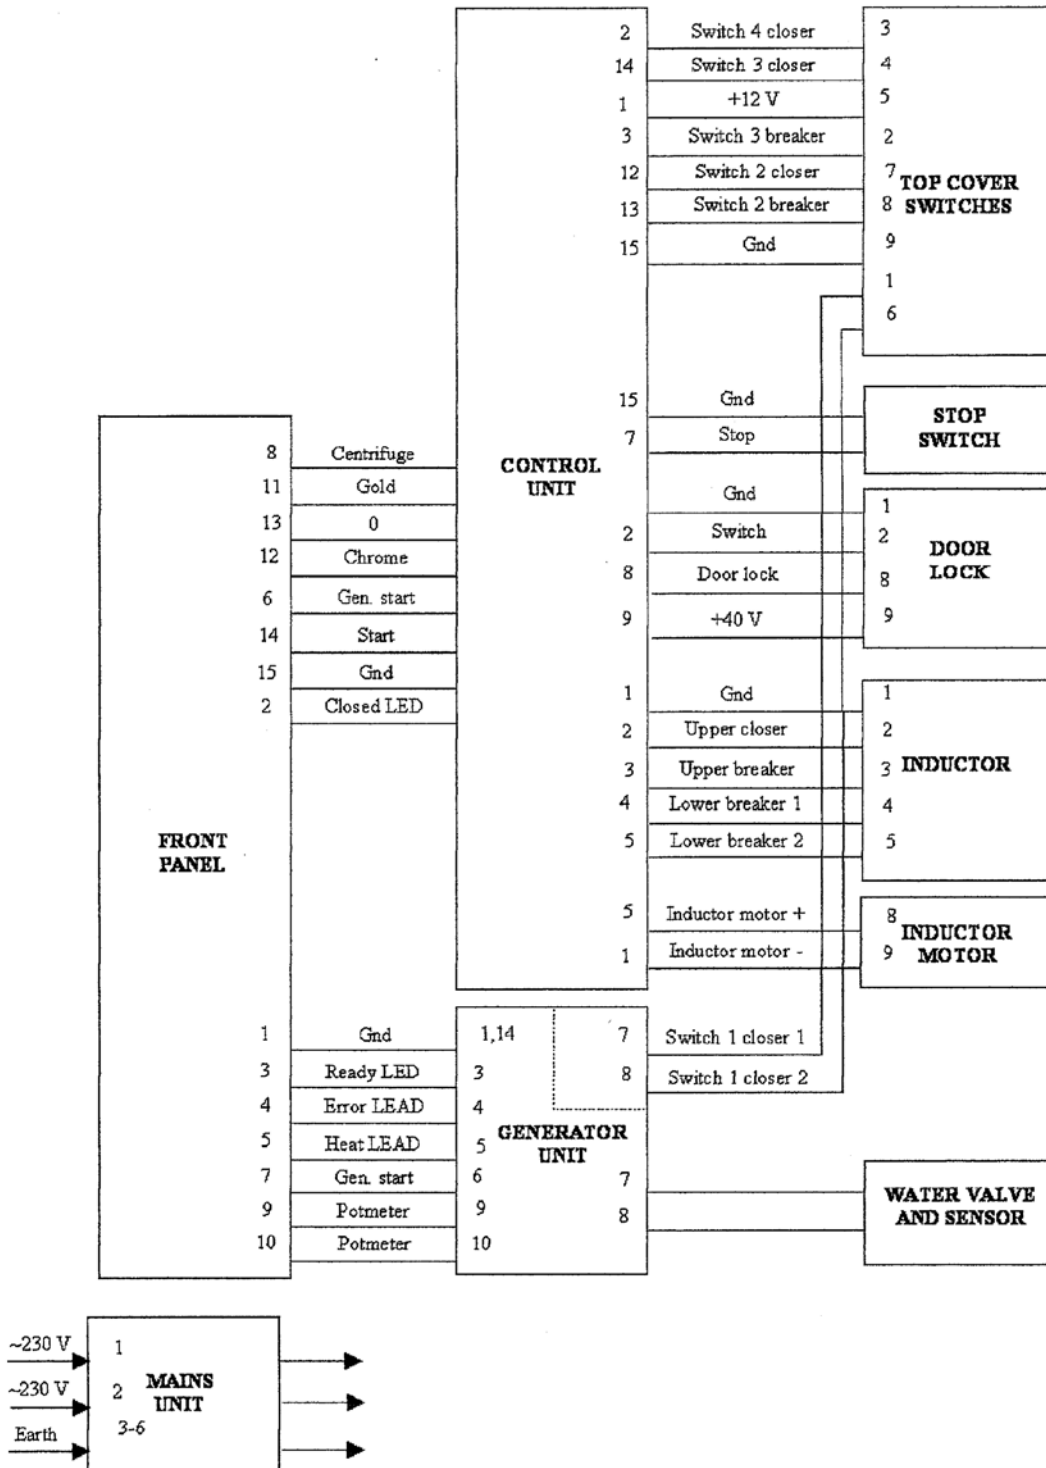 2 Switch 4 closer 3
14 Switch 3 closer 4
1 +12 V 5
3 Switch 3 breaker 2
12 Switch 2 closer 7
13 Switch 2 breaker 8
15 Gnd 9
1
6
TOP COVER
SWITCHES
15 Gnd
7 Stop
STOP
SWITCH
CONTROL
UNIT
Gnd 1
2 Switch 2
8 Door lock 8
9 +40 V 9
DOOR
LOCK
1 Gnd 1
2 Upper closer 2
3 Upper breaker 3
4 Lower breaker 1 4
5 Lower breaker 2 5
INDUCTOR
5 Inductor motor + 8
1 Inductor motor - 9
INDUCTOR
MOTOR
8 Centrifuge
11 Gold
13 0
12 Chrome
6 Gen. start
14 Start
15 Gnd
2 Closed LED
FRONT
PANEL
1 Gnd 1,14
3 Ready LED 3
4 Error LEAD 4
5 Heat LEAD 5
7 Gen. start 6
9 Potmeter 9
10 Potmeter 10
GENERATOR
UNIT
7 Switch 1 closer 1
8 Switch 1 closer 2
7
8
WATER VALVE
AND SENSOR
~230 V 1
~230 V 2
Earth 3-6
MAINS
UNIT